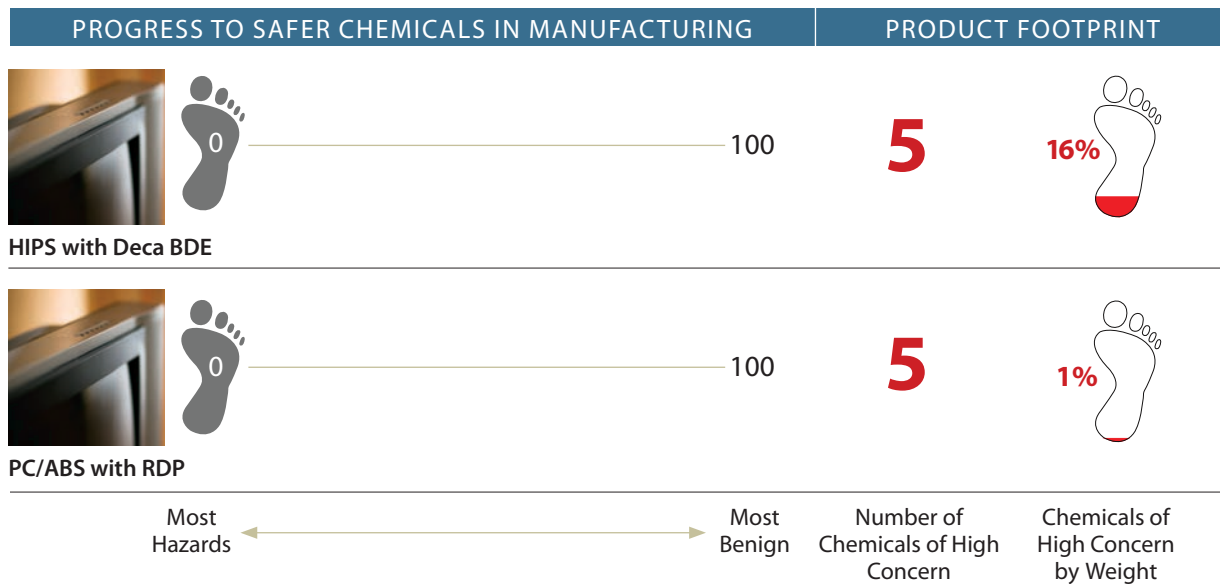 PROGRESS TO SAFER CHEMICALS IN MANUFACTURING
PRODUCT FOOTPRINT
0
100
5
16%
HIPS with Deca BDE
0
100
5
1%
PC/ABS with RDP
Most
Hazards
Most
Benign
Number of
Chemicals of High
Concern
Chemicals of
High Concern
by Weight